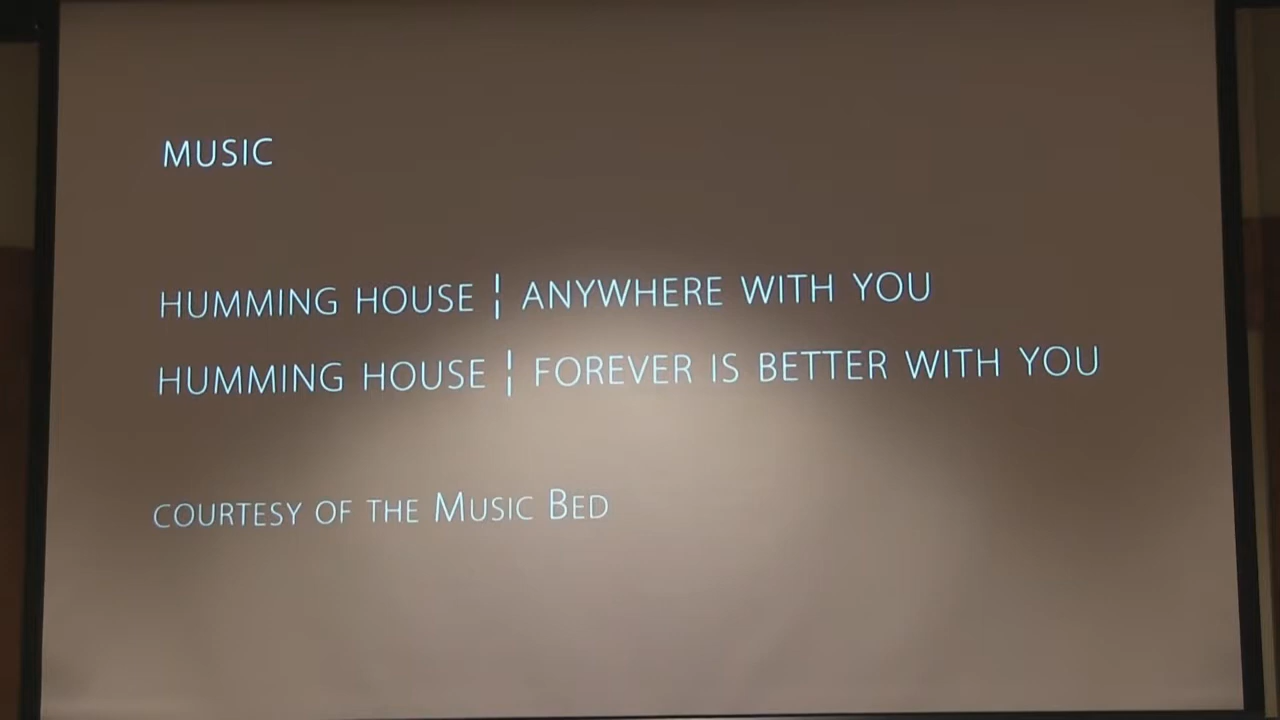 MUSIC
HUMMING HOUSE ¦ ANYWHERE WITH YOU
HUMMING HOUSE ¦ FOREVER IS BETTER WITH YOU
COURTESY OF THE MUSIC BED